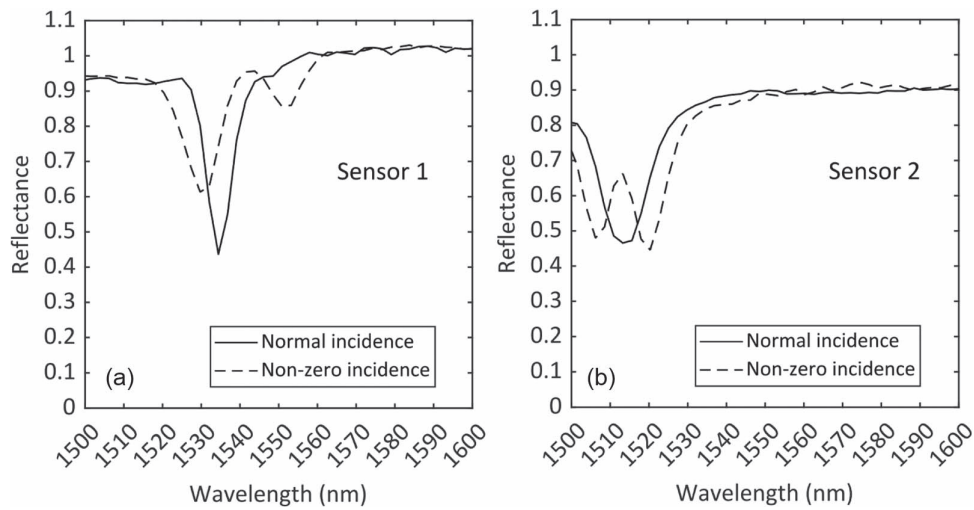 1.1
1
0.9
0.8
0.7
0.6
0.5
0.4
0.3
0.2
0.1
0
Reflectance
Sensor 1
Normal incidence
Non-zero incidence
(a)
1500 1510 1520 1530 1540 1550 1560 1570 1580 1590 1600
Wavelength (nm)
1.1
1
0.9
0.8
0.7
0.6
0.5
0.4
0.3
0.2
0.1
0
Reflectance
Sensor 2
Normal incidence
Non-zero incidence
(b)
1500 1510 1520 1530 1540 1550 1560 1570 1580 1590 1600
Wavelength (nm)